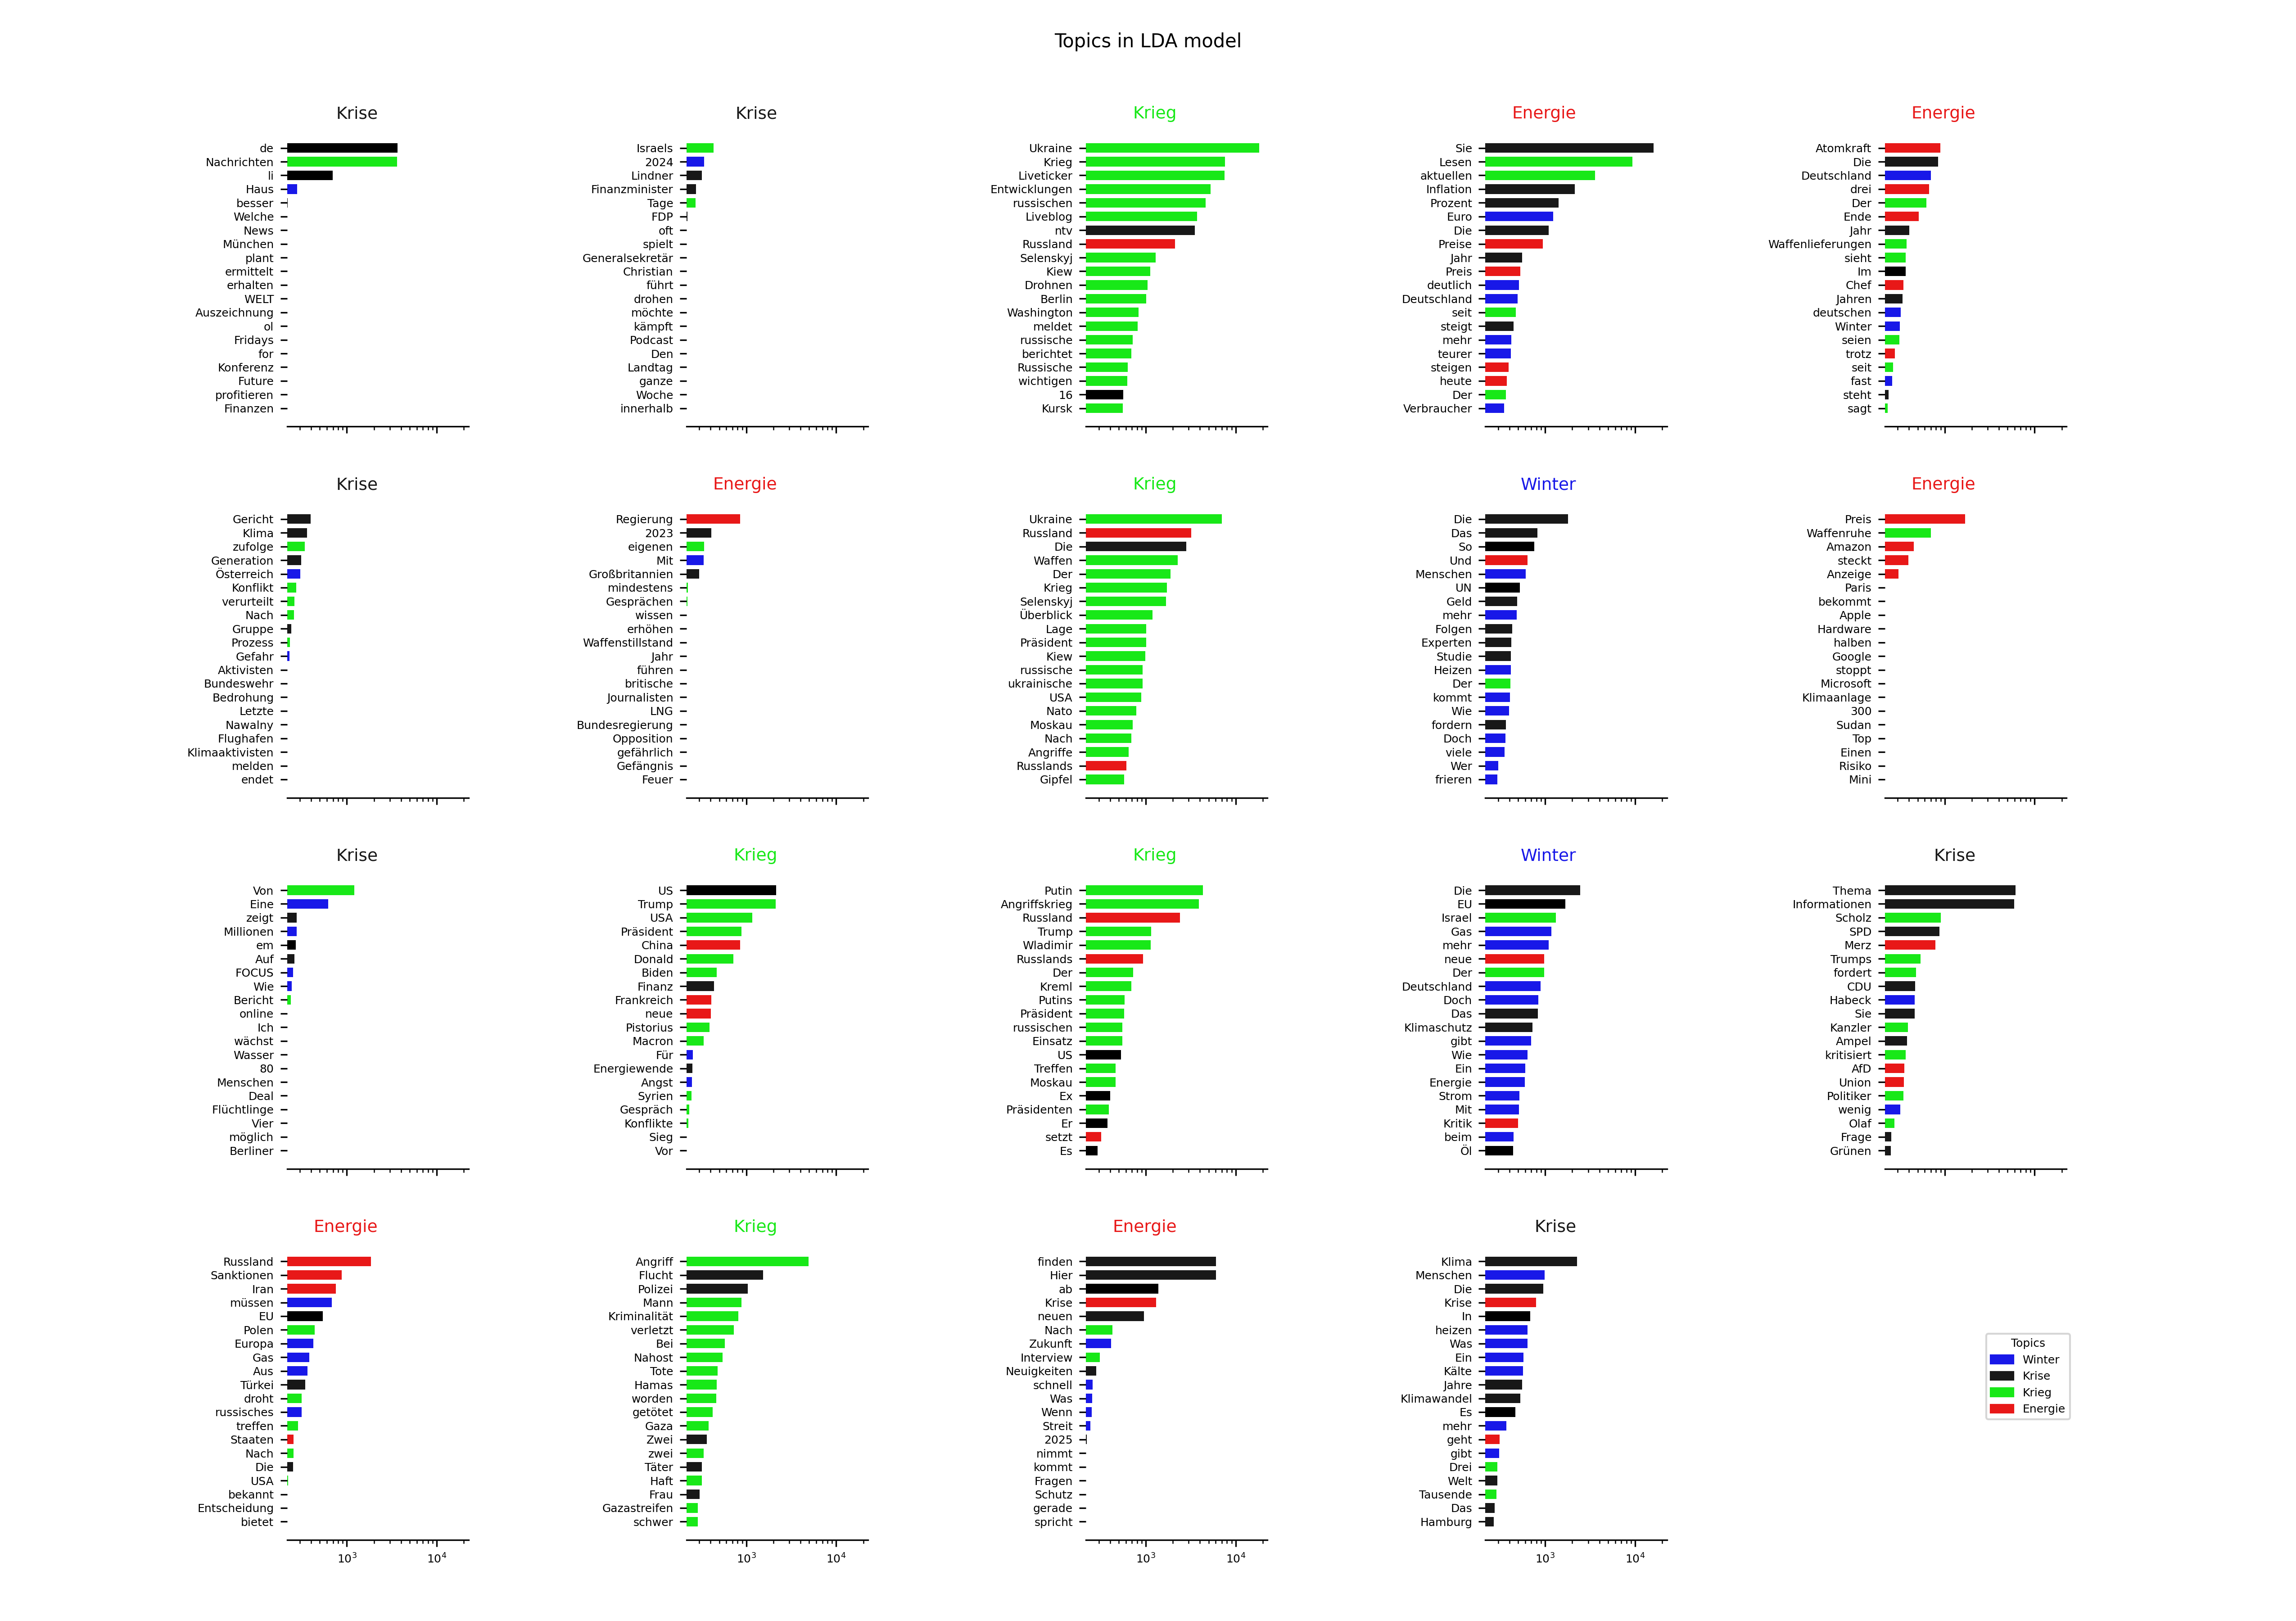 Topics in LDA model
Krise
de
Nachrichten
li
Haus
besser
Welche
News
München
plant
ermittelt
erhalten
WELT
Auszeichnung
ol
Fridays
for
Konferenz
Future
profitieren
Finanzen
Krise
Israels
2024
Lindner
Finanzminister
Tage
FDP
oft
spielt
Generalsekretär
Christian
führt
drohen
möchte
kämpft
Podcast
Den
Landtag
ganze
Woche
innerhalb
Krieg
Ukraine
Krieg
Liveticker
Entwicklungen
russischen
Liveblog
ntv
Russland
Selenskyj
Kiew
Drohnen
Berlin
Washington
meldet
russische
berichtet
Russische
wichtigen
16
Kursk
Energie
Sie
Lesen
aktuellen
Inflation
Prozent
Euro
Die
Preise
Jahr
Preis
deutlich
Deutschland
seit
steigt
mehr
teurer
steigen
heute
Der
Verbraucher
Energie
Atomkraft
Die
Deutschland
drei
Der
Ende
Jahr
Waffenlieferungen
sieht
Im
Chef
Jahren
deutschen
Winter
seien
trotz
seit
fast
steht
sagt
Krise
Gericht
Klima
zufolge
Generation
Österreich
Konflikt
verurteilt
Nach
Gruppe
Prozess
Gefahr
Aktivisten
Bundeswehr
Bedrohung
Letzte
Nawalny
Flughafen
Klimaaktivisten
melden
endet
Energie
Regierung
2023
eigenen
Mit
Großbritannien
mindestens
Gesprächen
wissen
erhöhen
Waffenstillstand
Jahr
führen
britische
Journalisten
LNG
Bundesregierung
Opposition
gefährlich
Gefängnis
Feuer
Krieg
Ukraine
Russland
Die
Waffen
Der
Krieg
Selenskyj
Überblick
Lage
Präsident
Kiew
russische
ukrainische
USA
Nato
Moskau
Nach
Angriffe
Russlands
Gipfel
Winter
Die
Das
So
Und
Menschen
UN
Geld
mehr
Folgen
Experten
Studie
Heizen
Der
kommt
Wie
fordern
Doch
viele
Wer
frieren
Energie
Preis
Waffenruhe
Amazon
steckt
Anzeige
Paris
bekommt
Apple
Hardware
halben
Google
stoppt
Microsoft
Klimaanlage
300
Sudan
Top
Einen
Risiko
Mini
Krise
Von
Eine
zeigt
Millionen
em
Auf
FOCUS
Wie
Bericht
online
Ich
wächst
Wasser
80
Menschen
Deal
Flüchtlinge
Vier
möglich
Berliner
Krieg
US
Trump
USA
Präsident
China
Donald
Biden
Finanz
Frankreich
neue
Pistorius
Macron
Für
Energiewende
Angst
Syrien
Gespräch
Konflikte
Sieg
Vor
Krieg
Putin
Angriffskrieg
Russland
Trump
Wladimir
Russlands
Der
Kreml
Putins
Präsident
russischen
Einsatz
US
Treffen
Moskau
Ex
Präsidenten
Er
setzt
Es
Winter
Die
EU
Israel
Gas
mehr
neue
Der
Deutschland
Doch
Das
Klimaschutz
gibt
Wie
Ein
Energie
Strom
Mit
Kritik
beim
Öl
Krise
Thema
Informationen
Scholz
SPD
Merz
Trumps
fordert
CDU
Habeck
Sie
Kanzler
Ampel
kritisiert
AfD
Union
Politiker
wenig
Olaf
Frage
Grünen
Energie
Russland
Sanktionen
Iran
müssen
EU
Polen
Europa
Gas
Aus
Türkei
droht
russisches
treffen
Staaten
Nach
Die
USA
bekannt
Entscheidung
bietet
10³ 10⁴
Krieg
Angriff
Flucht
Polizei
Mann
Kriminalität
verletzt
Bei
Nahost
Tote
Hamas
worden
getötet
Gaza
Zwei
zwei
Täter
Haft
Frau
Gazastreifen
schwer
10³ 10⁴
Energie
finden
Hier
ab
Krise
neuen
Nach
Zukunft
Interview
Neuigkeiten
schnell
Was
Wenn
Streit
2025
nimmt
kommt
Fragen
Schutz
gerade
spricht
10³ 10⁴
Krise
Klima
Menschen
Die
Krise
In
heizen
Was
Ein
Kälte
Jahre
Klimawandel
Es
mehr
geht
gibt
Drei
Welt
Tausende
Das
Hamburg
10³ 10⁴
Topics
Winter
Krise
Krieg
Energie